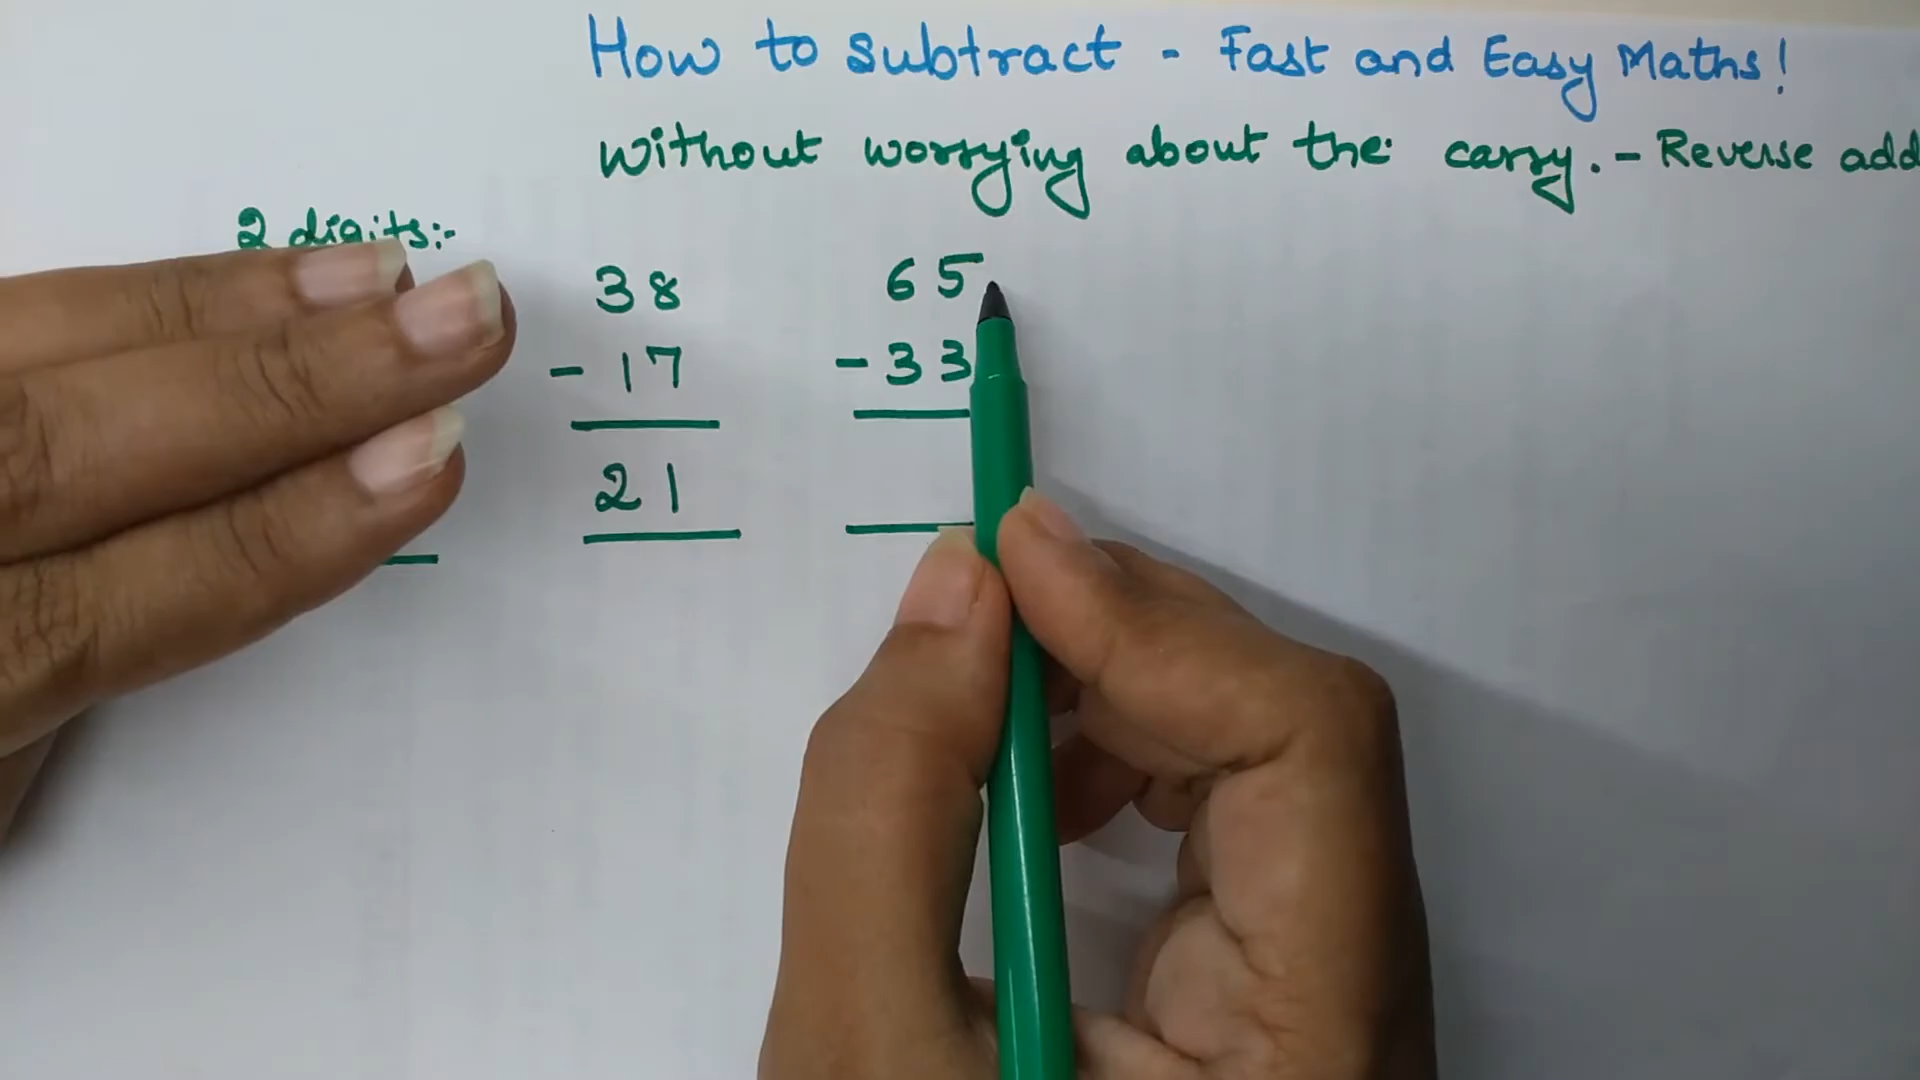 How to subtract - Fast and Easy Maths!
without worrying about the carry. - Reverse add
2 digits:-
38
- 17
21
65
- 33